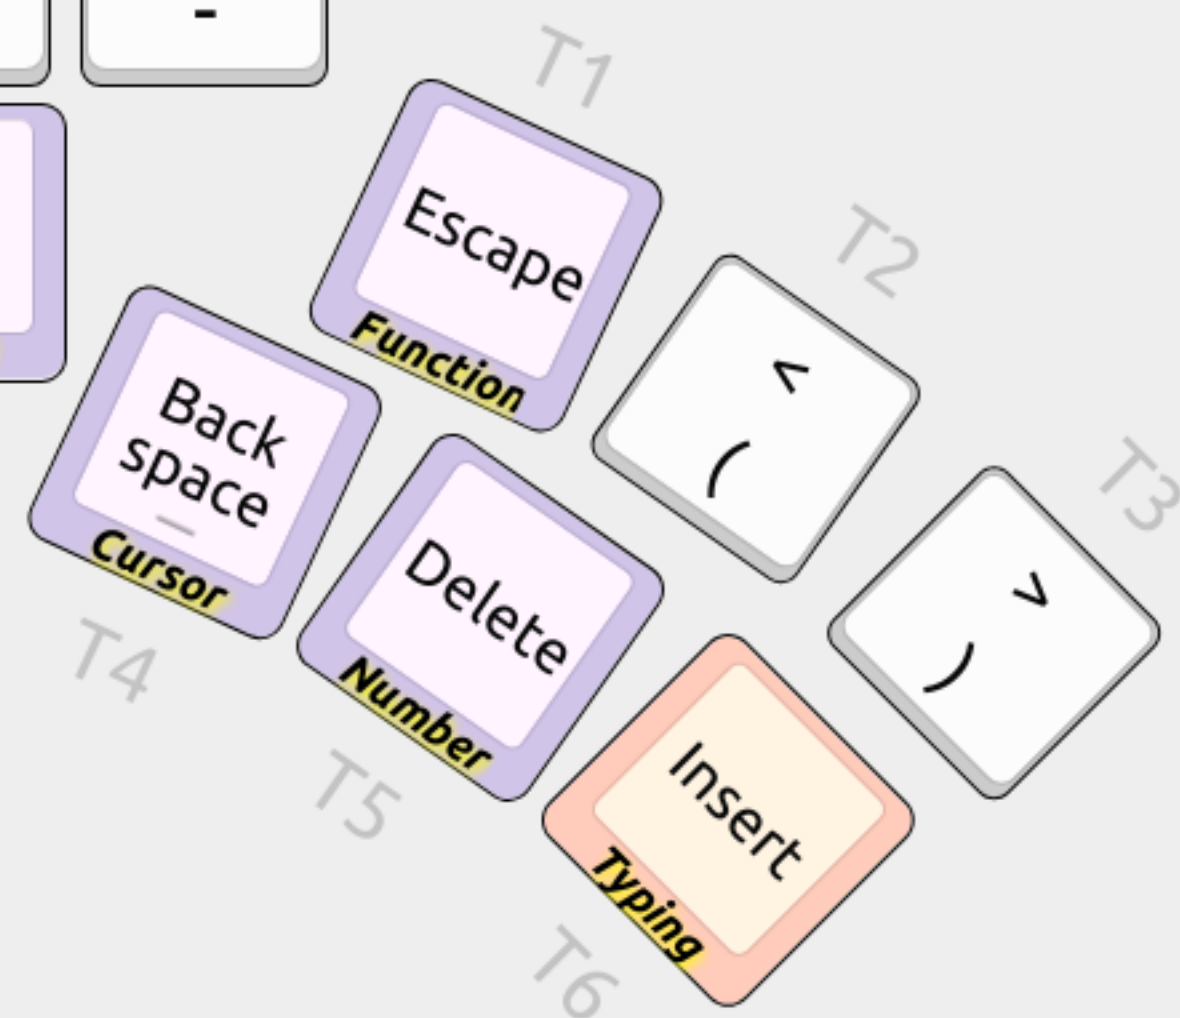 -
T1
Escape
Function
T2
<
(
T3
>
)
Back
space
Cursor
T4
Delete
Number
T5
Insert
Typing
T6